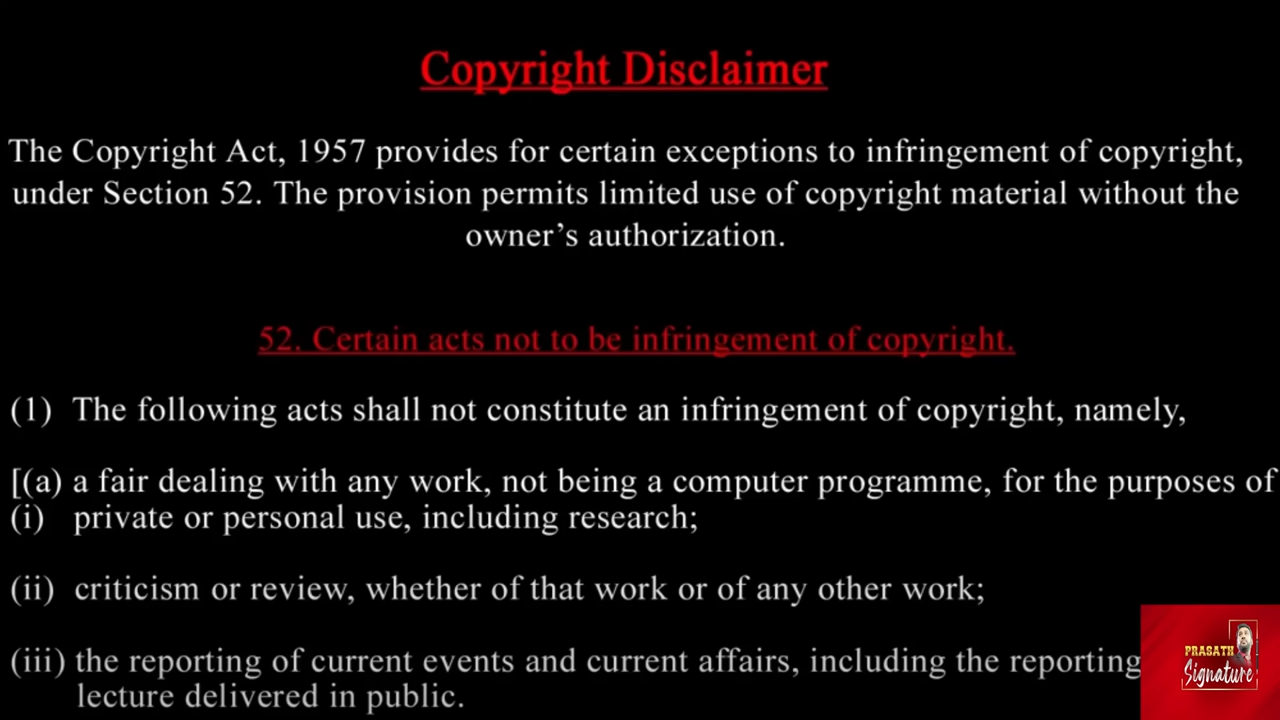 Copyright Disclaimer
The Copyright Act, 1957 provides for certain exceptions to infringement of copyright,
under Section 52. The provision permits limited use of copyright material without the
owner’s authorization.
52. Certain acts not to be infringement of copyright.
(1) The following acts shall not constitute an infringement of copyright, namely,
[(a) a fair dealing with any work, not being a computer programme, for the purposes of
(i) private or personal use, including research;
(ii) criticism or review, whether of that work or of any other work;
(iii) the reporting of current events and current affairs, including the reporting
lecture delivered in public.
PRASATH
Signature